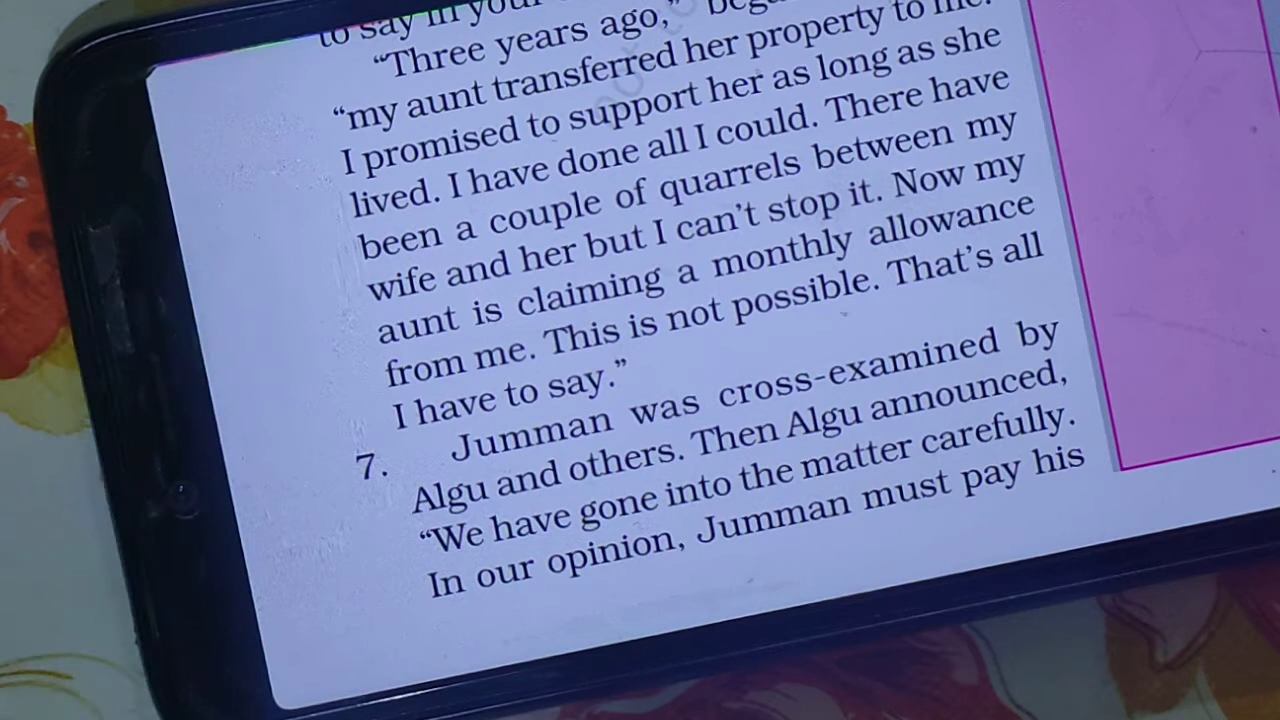 to say in your
“Three years ago,”
“my aunt transferred her property to me.
I promised to support her as long as she
lived. I have done all I could. There have
been a couple of quarrels between my
wife and her but I can’t stop it. Now my
aunt is claiming a monthly allowance
from me. This is not possible. That’s all
I have to say.”
7. Jumman was cross-examined by
Algu and others. Then Algu announced,
“We have gone into the matter carefully.
In our opinion, Jumman must pay his